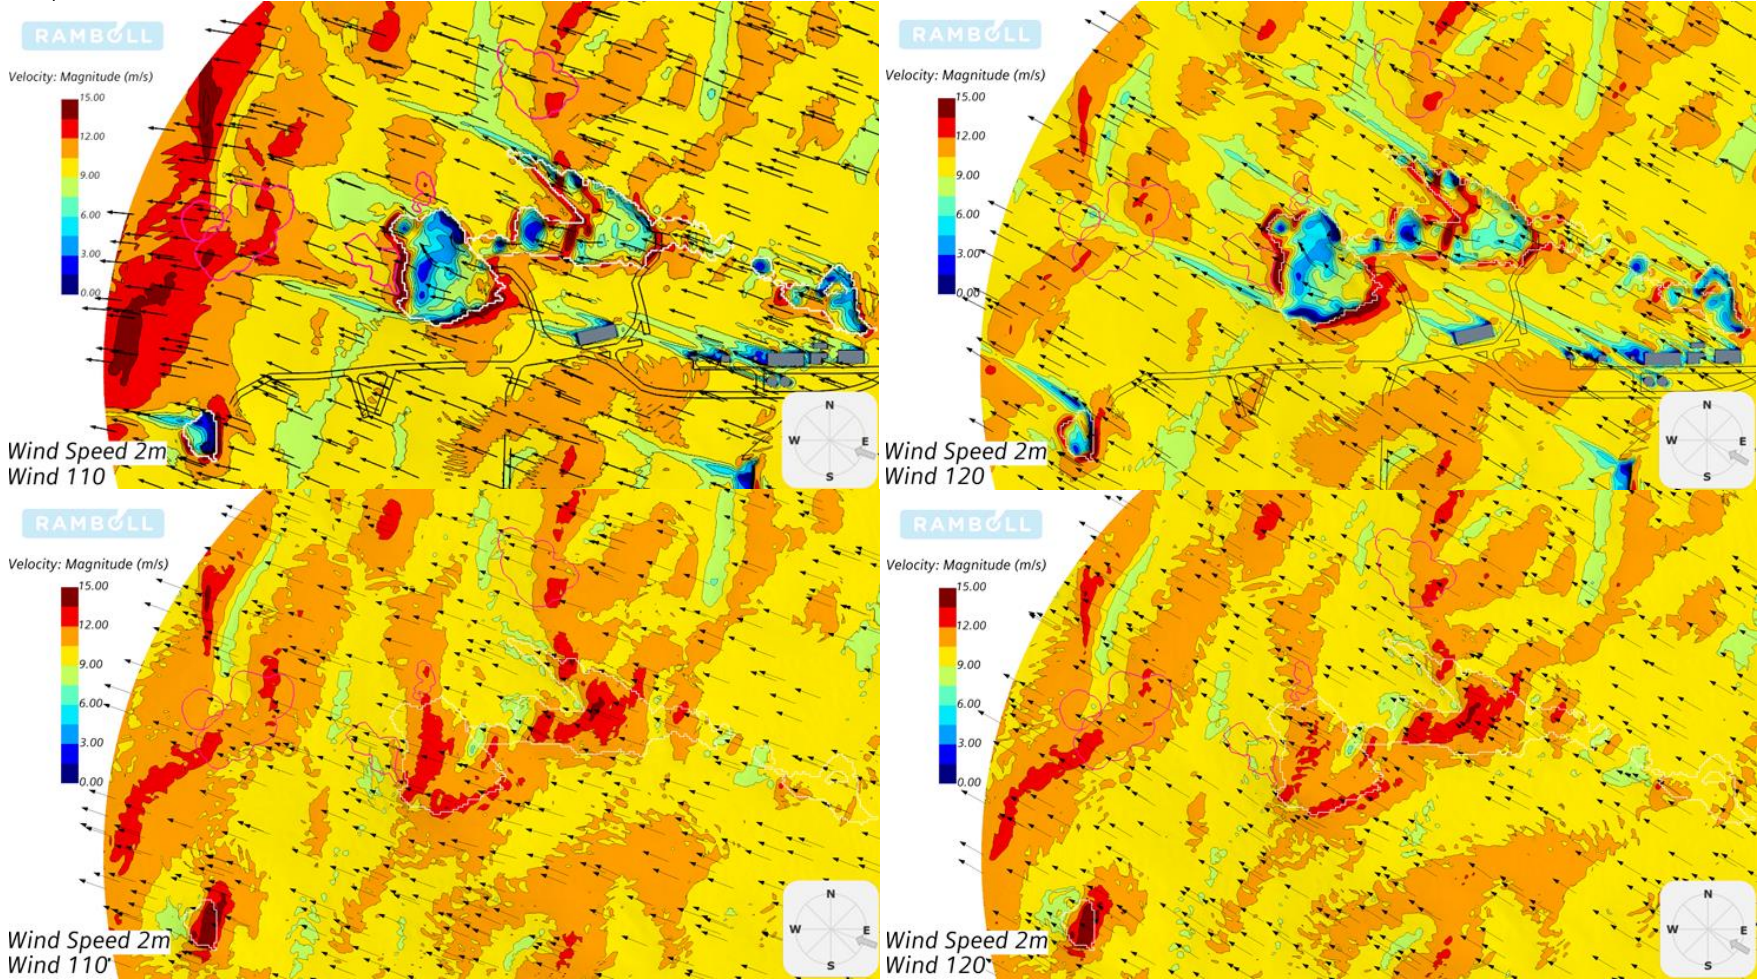 RAMBOLL
Velocity: Magnitude (m/s)
15.00
12.00
9.00
6.00
3.00
0.00
N
W E
S
Wind Speed 2m
Wind 110
RAMBOLL
Velocity: Magnitude (m/s)
15.00
12.00
9.00
6.00
3.00
0.00
N
W E
S
Wind Speed 2m
Wind 120
RAMBOLL
Velocity: Magnitude (m/s)
15.00
12.00
9.00
6.00
3.00
0.00
N
W E
S
Wind Speed 2m
Wind 110
RAMBOLL
Velocity: Magnitude (m/s)
15.00
12.00
9.00
6.00
3.00
0.00
N
W E
S
Wind Speed 2m
Wind 120